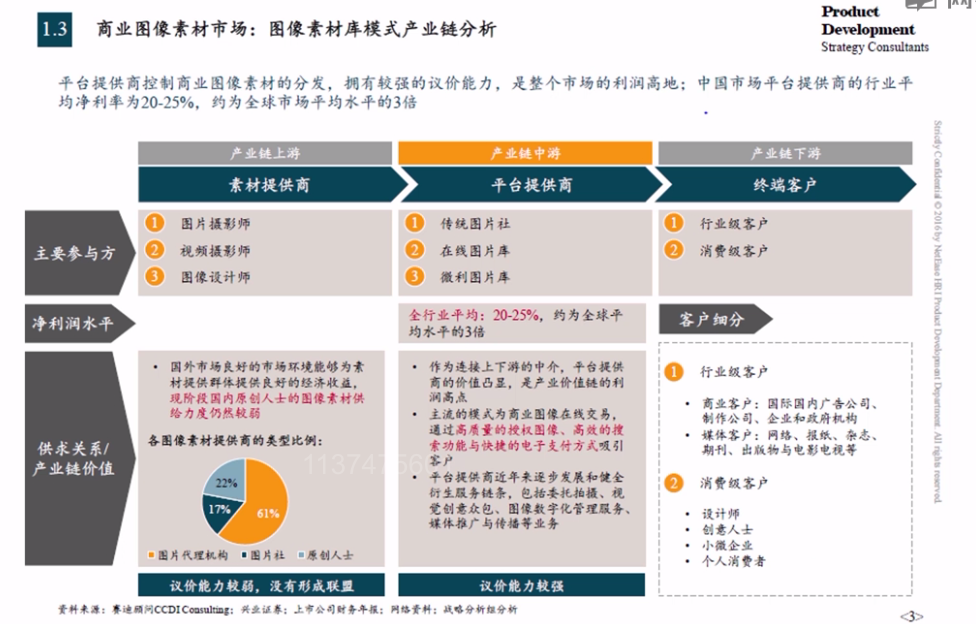 1.3
商业图像素材市场：图像素材库模式产业链分析
Product
Development
Strategy Consultants
平台提供商控制商业图像素材的分发，拥有较强的议价能力，是整个市场的利润高地；中国市场平台提供商的行业平
均净利率为20-25%，约为全球市场平均水平的3倍
产业链上游
产业链中游
产业链下游
素材提供商
平台提供商
终端客户
主要参与方
1 图片摄影师
2 视频摄影师
3 图像设计师
1 传统图片社
2 在线图片库
3 微利图片库
1 行业级客户
2 消费级客户
净利润水平
全行业平均：20-25%，约为全球平
均水平的3倍
客户细分
供求关系/
产业链价值
• 国外市场良好的市场环境能够为素
材提供群体提供良好的经济收益，
现阶段国内原创人士的图像素材供
给力度仍然较弱
各图像素材提供商的类型比例：
22%
17%
61%
图片代理机构 图片社 原创人士
议价能力较弱，没有形成联盟
• 作为连接上下游的中介，平台提供
商的价值凸显，是产业价值链的利
润高点
• 主流的模式为商业图像在线交易，
通过高质量的授权图像、高效的搜
索功能与快捷的电子支付方式吸引
客户
• 平台提供商近年来逐步发展和健全
衍生服务链条，包括委托拍摄、视
觉创意众包、图像数字化管理服务、
媒体推广与传播等业务
议价能力较强
1 行业级客户
• 商业客户：国际国内广告公司、
制作公司、企业和政府机构
• 媒体客户：网络、报纸、杂志、
期刊、出版物与电影电视等
2 消费级客户
• 设计师
• 创意人士
• 小微企业
• 个人消费者
资料来源：赛迪顾问CCDI Consulting；兴业证券；上市公司财务年报；网络资料；战略分析组分析
<3>
Strictly Confidential © 2016 by NetEase HRI Product Development Department. All rights reserved.